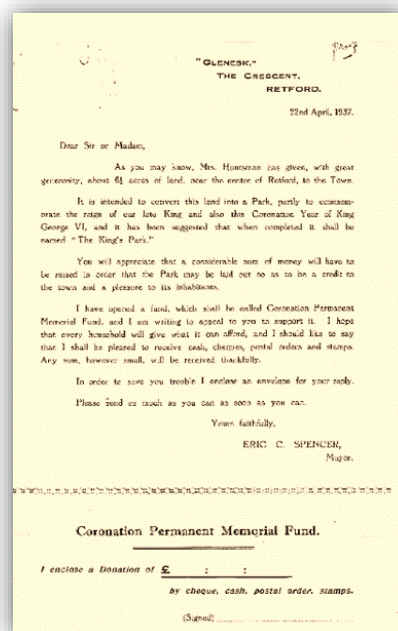 Proof
"GLENESK,"
THE CRESCENT,
RETFORD.
22nd April, 1937.
Dear Sir or Madam,
As you may know, Mrs. Huntsman has given, with great
generosity, about 6½ acres of land, near the centre of Retford, to the Town.
It is intended to convert this land into a Park, partly to commem-
orate the reign of our late King and also this Coronation Year of King
George VI, and it has been suggested that when completed it shall be
named "The King's Park."
You will appreciate that a considerable sum of money will have to
be raised in order that the Park may be laid out so as to be a credit to
the town and a pleasure to its inhabitants.
I have opened a fund, which shall be called Coronation Permanent
Memorial Fund, and I am writing to appeal to you to support it. I hope
that every household will give what it can afford, and I should like to say
that I shall be pleased to receive cash, cheques, postal orders and stamps.
Any sum, however small, will be received thankfully.
In order to save you trouble I enclose an envelope for your reply.
Please send as much as you can as soon as you can.
Yours faithfully,
ERIC C. SPENCER,
Mayor.
Coronation Permanent Memorial Fund.
I enclose a Donation of £ : :
by cheque, cash, postal order, stamps.
(Signed)